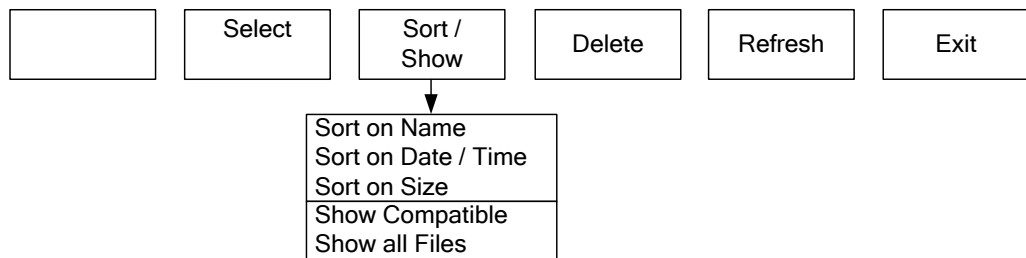 Select
Sort /
Show
Delete
Refresh
Exit
Sort on Name
Sort on Date / Time
Sort on Size
Show Compatible
Show all Files